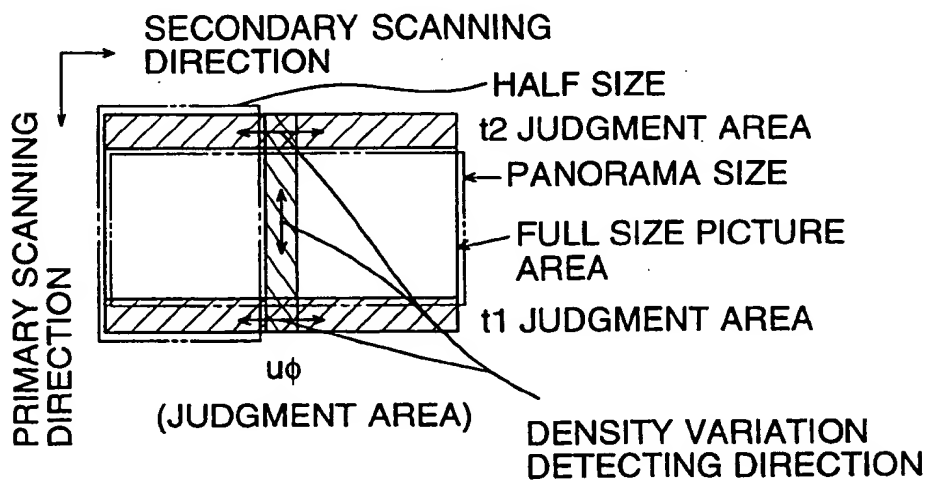 SECONDARY SCANNING
DIRECTION
HALF SIZE
t2 JUDGMENT AREA
PANORAMA SIZE
FULL SIZE PICTURE
AREA
t1 JUDGMENT AREA
PRIMARY SCANNING
DIRECTION
uϕ
(JUDGMENT AREA)
DENSITY VARIATION
DETECTING DIRECTION